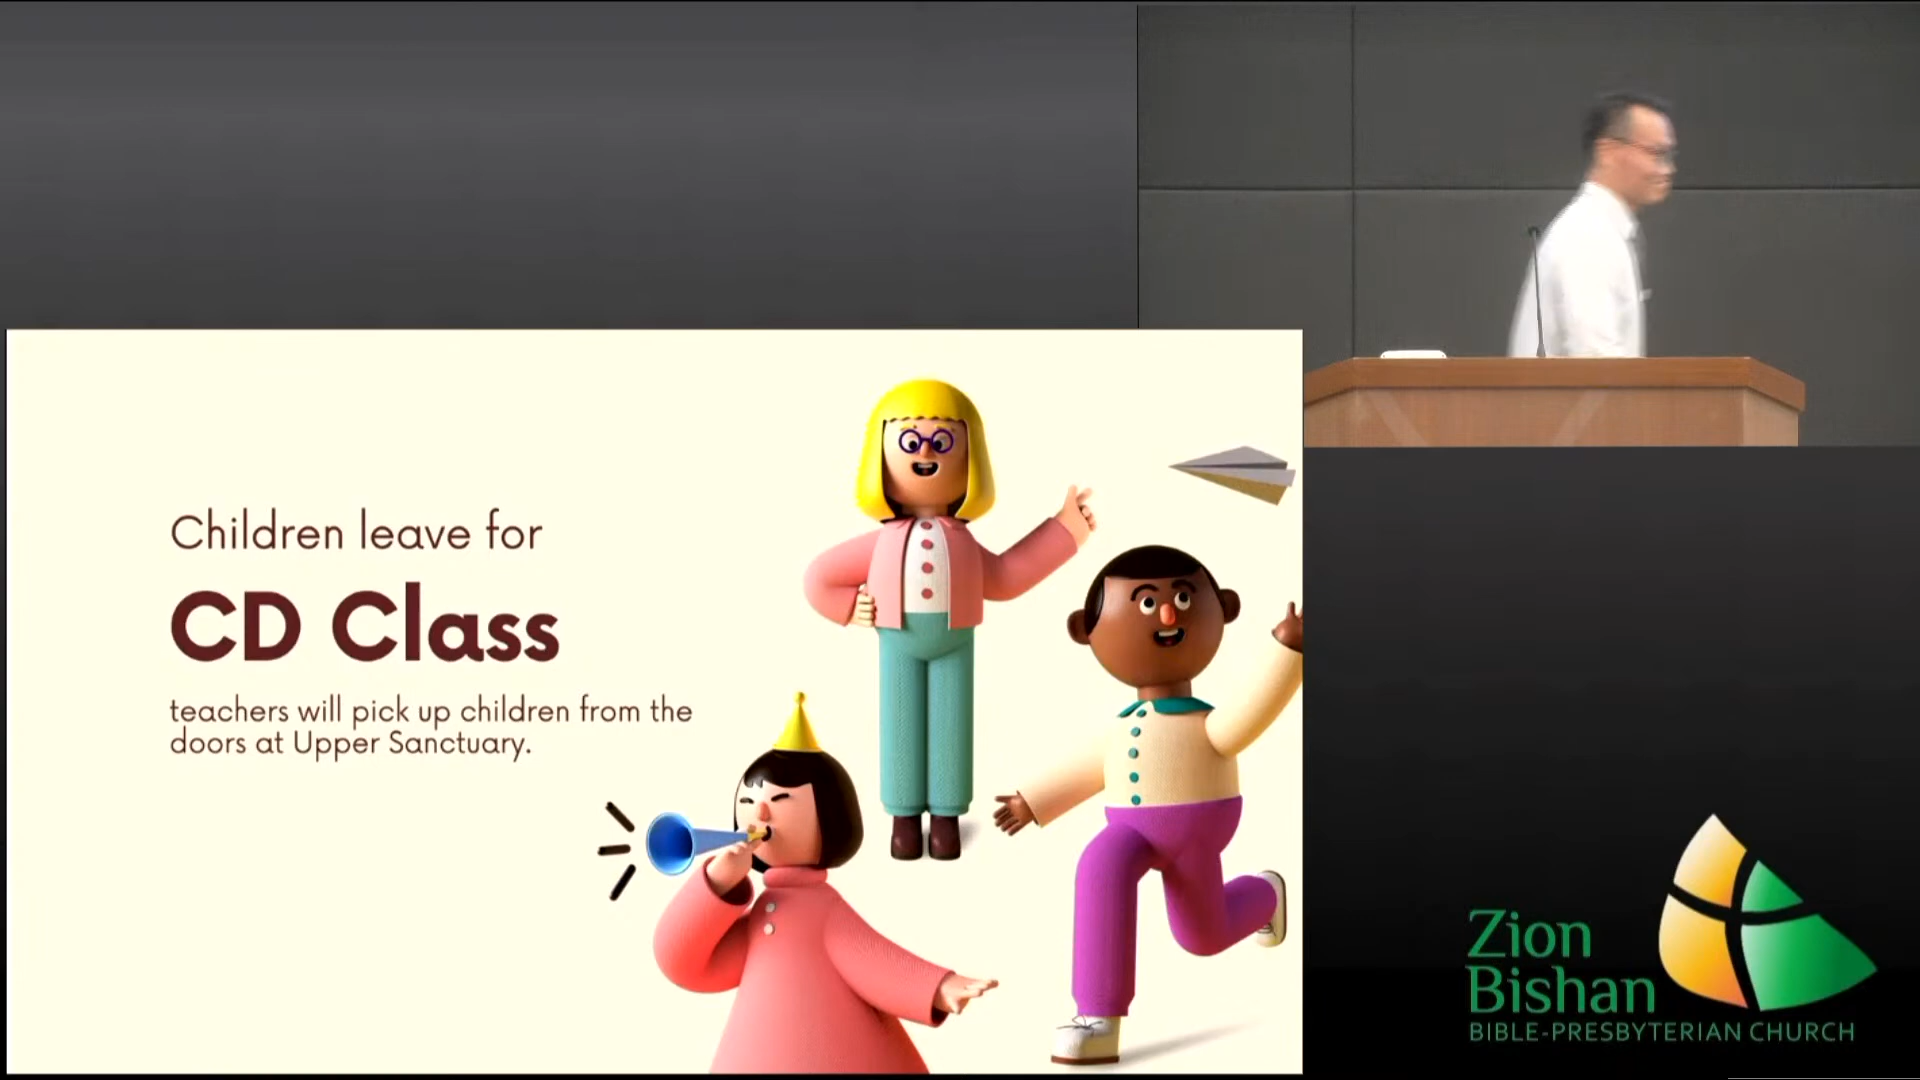 Children leave for
CD Class
teachers will pick up children from the
doors at Upper Sanctuary.
Zion
Bishan
BIBLE-PRESBYTERIAN CHURCH